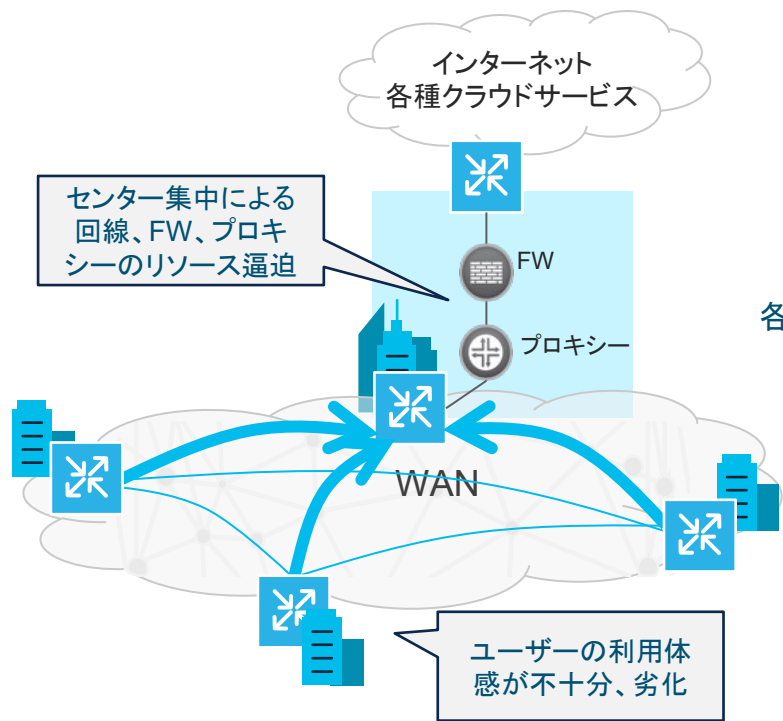 インターネット
各種クラウドサービス
センター集中による
回線、FW、プロキ
シーのリソース逼迫
FW
各
プロキシー
WAN
ユーザーの利用体
感が不十分、劣化